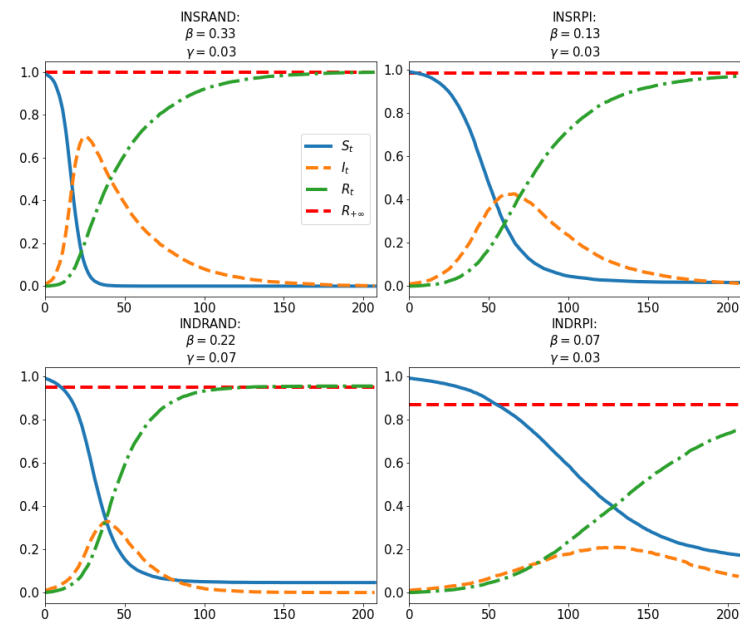 INSRAND:
β = 0.33
γ = 0.03
INSRPI:
β = 0.13
γ = 0.03
1.0
0.8
0.6
0.4
0.2
0.0
S_t
I_t
R_t
R_{+∞}
0 50 100 150 200
1.0
0.8
0.6
0.4
0.2
0.0
0 50 100 150 200
INDRAND:
β = 0.22
γ = 0.07
INDRPI:
β = 0.07
γ = 0.03
1.0
0.8
0.6
0.4
0.2
0.0
0 50 100 150 200
1.0
0.8
0.6
0.4
0.2
0.0
0 50 100 150 200